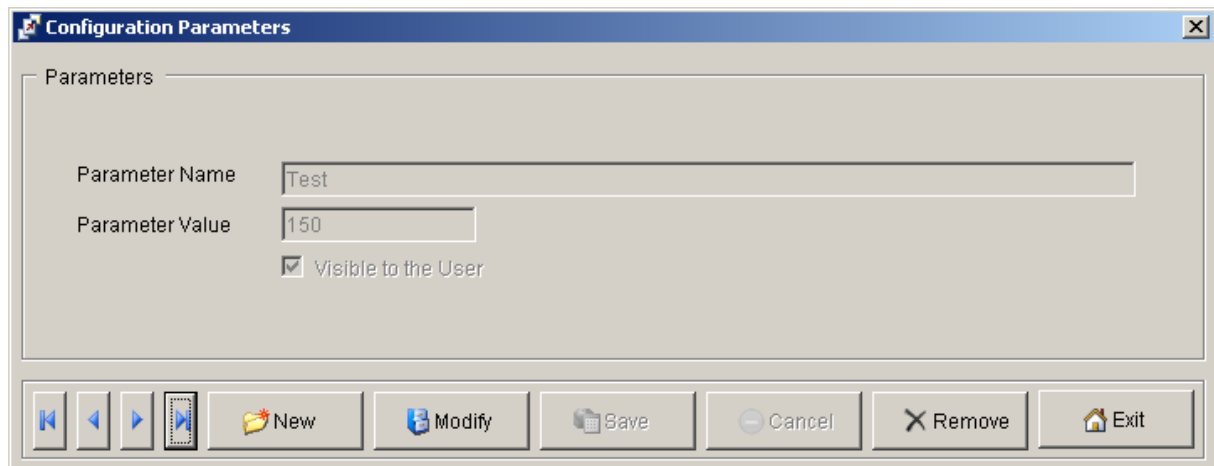 Configuration Parameters
Parameters
Parameter Name Test
Parameter Value 150
Visible to the User
New Modify Save Cancel Remove Exit